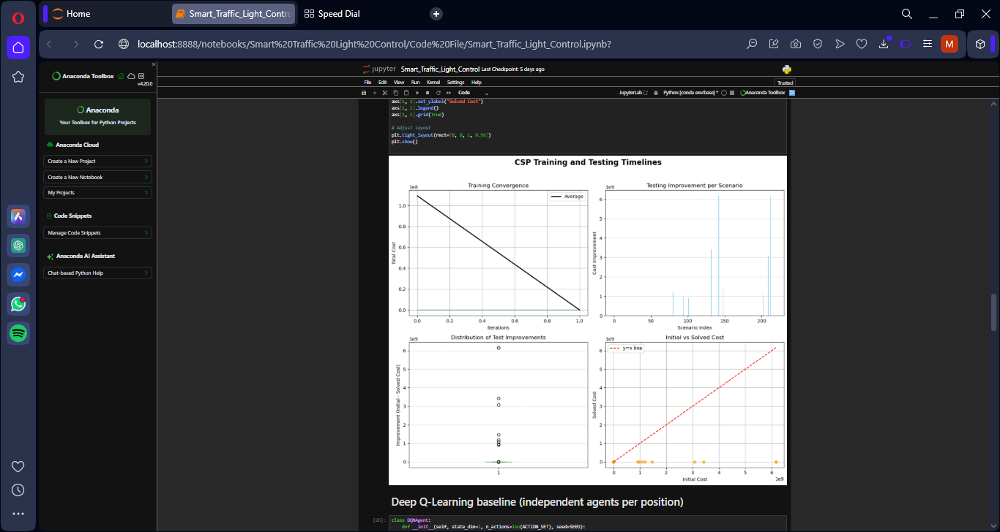 Home
Smart_Traffic_Light_Contro
Speed Dial
localhost:8888/notebooks/Smart%20Traffic%20Light%20Control/Code%20File/Smart_Traffic_Light_Control.ipynb?
M
Anaconda Toolbox
v4.20.0
Anaconda
Your Toolbox for Python Projects
Anaconda Cloud
Create a New Project
Create a New Notebook
My Projects
Code Snippets
Manage Code Snippets
Anaconda AI Assistant
Chat-based Python Help
jupyter Smart_Traffic_Light_Control Last Checkpoint: 5 days ago
File Edit View Run Kernel Settings Help
Trusted
Code
JupyterLab
Python [conda env:base] *
Anaconda Toolbox
axs[1, 1].set_ylabel("Solved Cost")
axs[1, 1].legend()
axs[1, 1].grid(True)
# Adjust layout
plt.tight_layout(rect=[0, 0, 1, 0.96])
plt.show()
CSP Training and Testing Timelines
Training Convergence
1e8
Average
1.0
0.8
0.6
0.4
0.2
0.0
Total Cost
0.0 0.2 0.4 0.6 0.8 1.0
Iterations
Testing Improvement per Scenario
1e9
6
5
4
3
2
1
0
Cost Improvement
0 50 100 150 200
Scenario Index
Distribution of Test Improvements
1e9
6
5
4
3
2
1
0
Improvement (Initial - Solved Cost)
1
Initial vs Solved Cost
1e9
y=x line
6
5
4
3
2
1
0
Solved Cost
0 1 2 3 4 5 6
Initial Cost
1e9
Deep Q-Learning baseline (independent agents per position)
[26]:
class DQNAgent:
def __init__(self, state_dim=2, n_actions=len(ACTION_SET), seed=SEED):